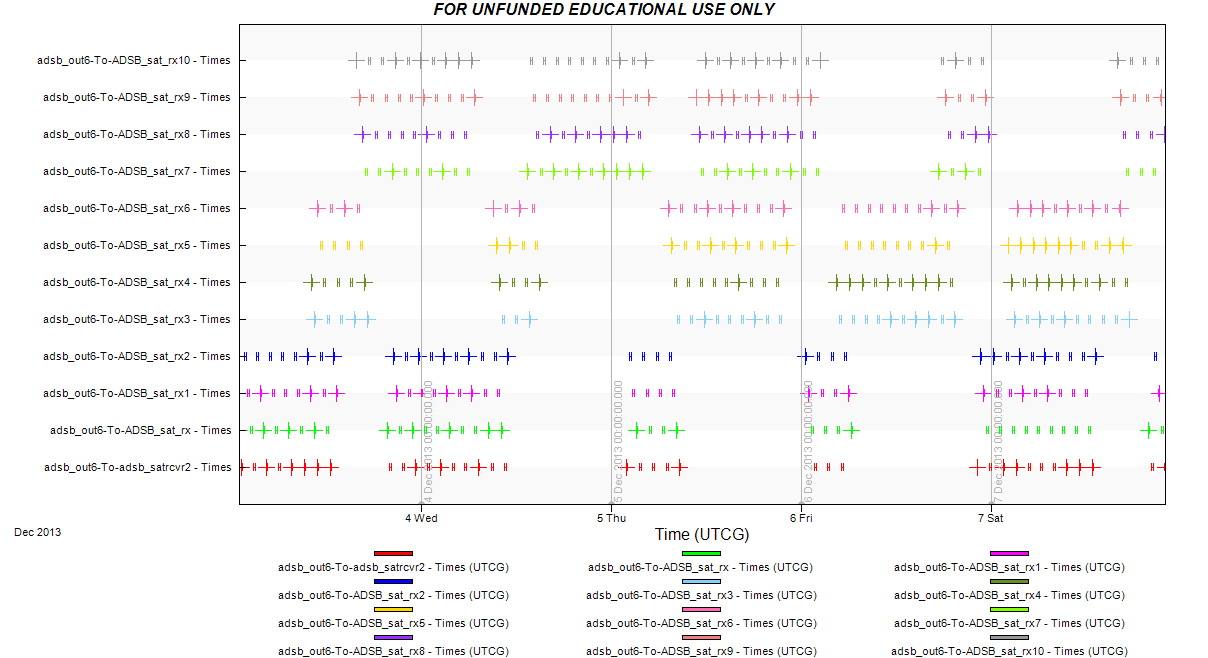 FOR UNFUNDED EDUCATIONAL USE ONLY
adsb_out6-To-ADSB_sat_rx10 - Times
adsb_out6-To-ADSB_sat_rx9 - Times
adsb_out6-To-ADSB_sat_rx8 - Times
adsb_out6-To-ADSB_sat_rx7 - Times
adsb_out6-To-ADSB_sat_rx6 - Times
adsb_out6-To-ADSB_sat_rx5 - Times
adsb_out6-To-ADSB_sat_rx4 - Times
adsb_out6-To-ADSB_sat_rx3 - Times
adsb_out6-To-ADSB_sat_rx2 - Times
adsb_out6-To-ADSB_sat_rx1 - Times
adsb_out6-To-ADSB_sat_rx - Times
adsb_out6-To-adsb_satrcvr2 - Times
4 Dec 2013 00:00:00.000
5 Dec 2013 00:00:00.000
6 Dec 2013 00:00:00.000
7 Dec 2013 00:00:00.000
4 Wed 5 Thu 6 Fri 7 Sat
Dec 2013
Time (UTCG)
adsb_out6-To-adsb_satrcvr2 - Times (UTCG) adsb_out6-To-ADSB_sat_rx - Times (UTCG) adsb_out6-To-ADSB_sat_rx1 - Times (UTCG)
adsb_out6-To-ADSB_sat_rx2 - Times (UTCG) adsb_out6-To-ADSB_sat_rx3 - Times (UTCG) adsb_out6-To-ADSB_sat_rx4 - Times (UTCG)
adsb_out6-To-ADSB_sat_rx5 - Times (UTCG) adsb_out6-To-ADSB_sat_rx6 - Times (UTCG) adsb_out6-To-ADSB_sat_rx7 - Times (UTCG)
adsb_out6-To-ADSB_sat_rx8 - Times (UTCG) adsb_out6-To-ADSB_sat_rx9 - Times (UTCG) adsb_out6-To-ADSB_sat_rx10 - Times (UTCG)